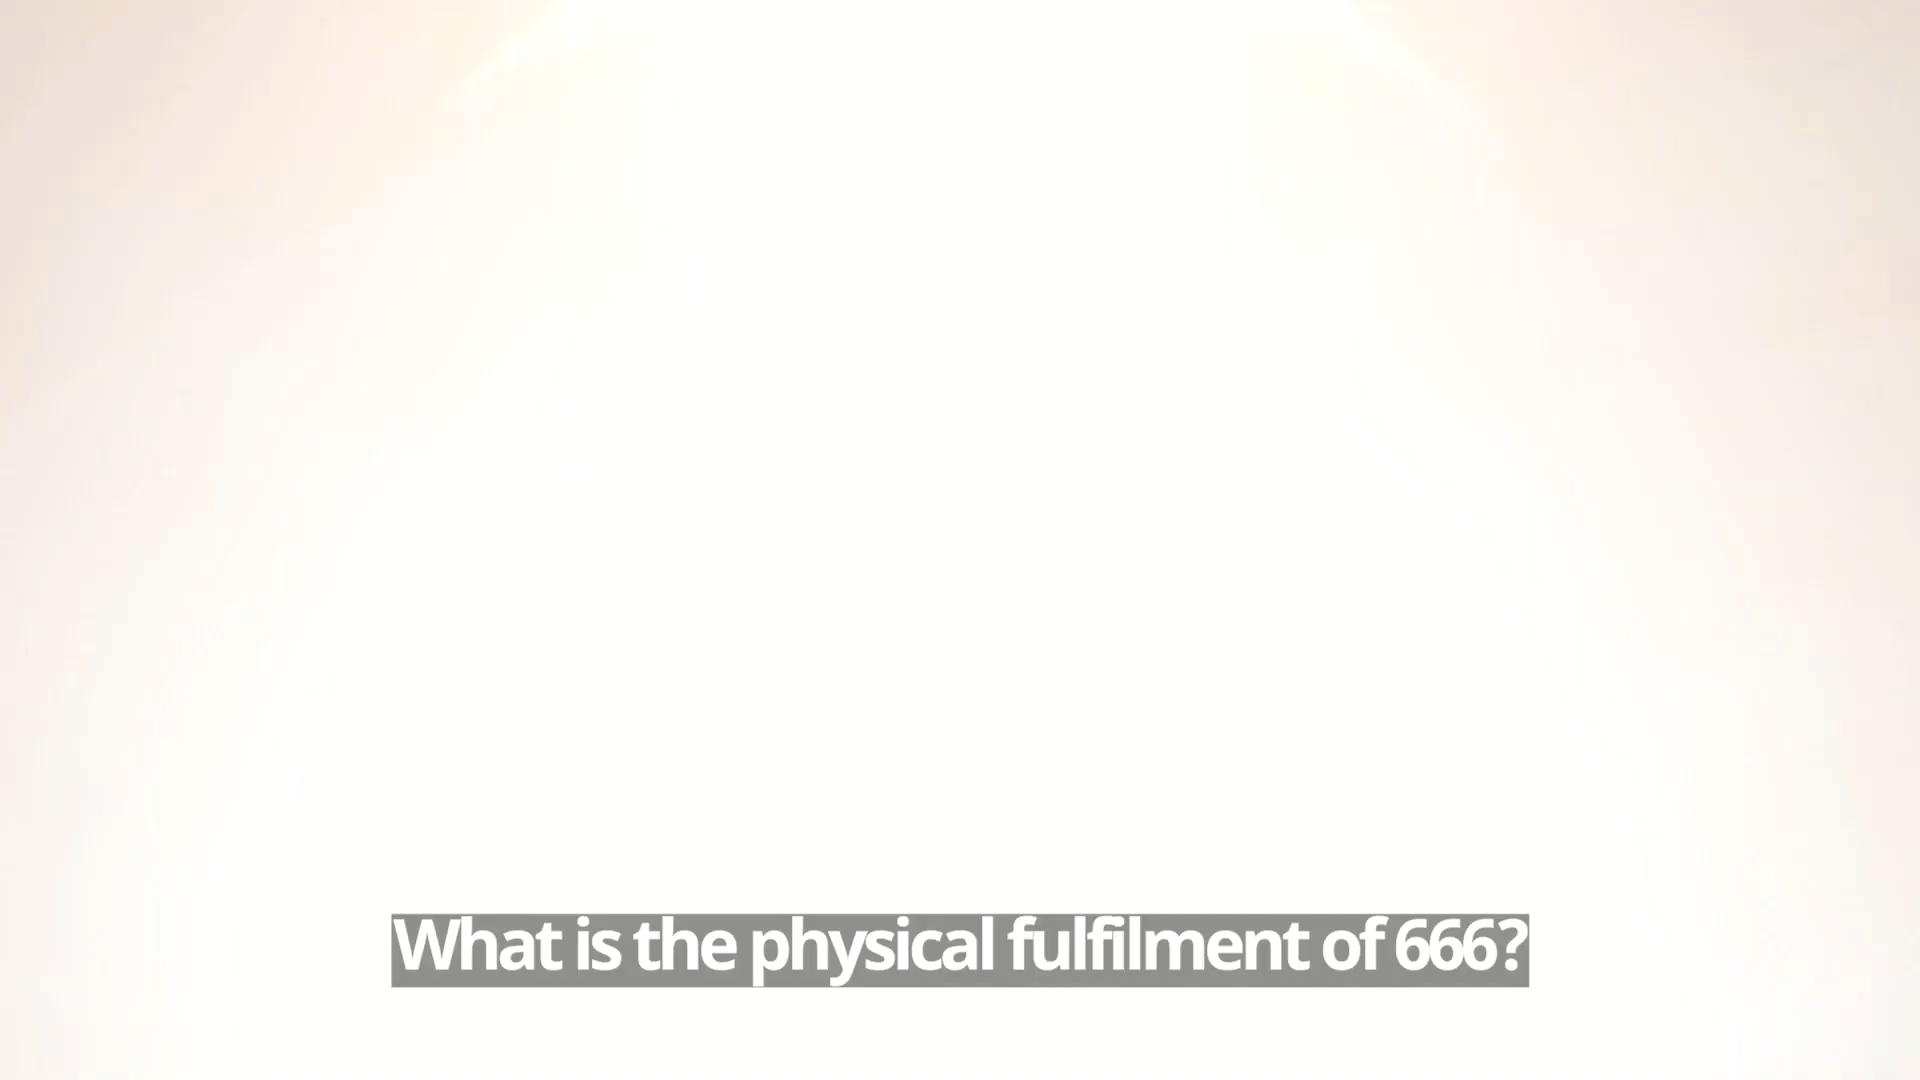 What is the physical fulfilment of 666?